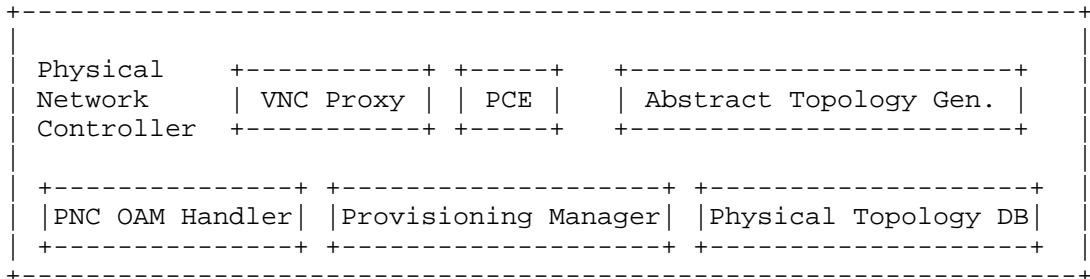 Physical
Network | VNC Proxy | | PCE | | Abstract Topology Gen. |
Controller
|PNC OAM Handler| |Provisioning Manager| |Physical Topology DB|